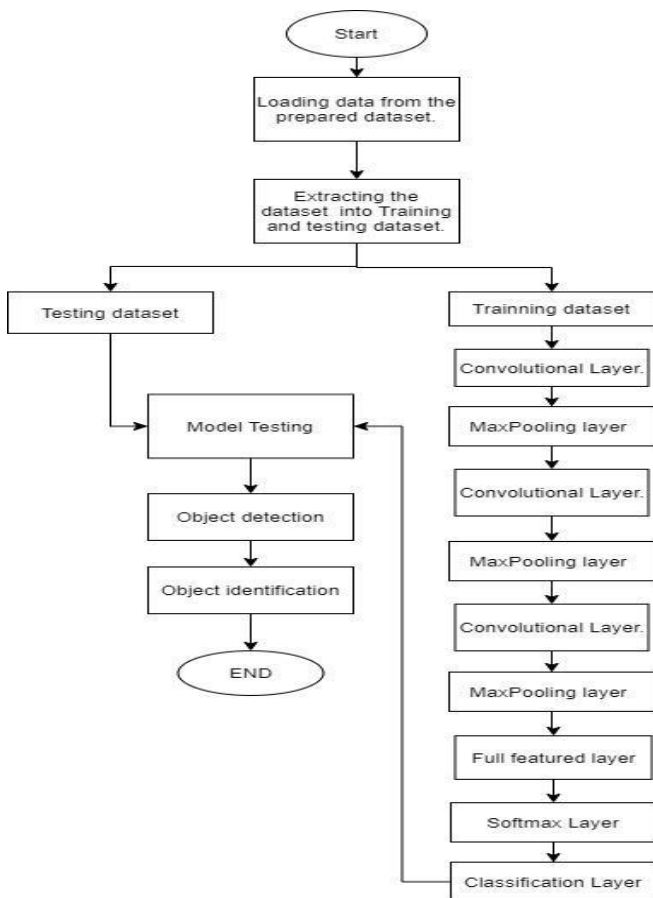 Start
Loading data from the
prepared dataset.
Extracting the
dataset into Training
and testing dataset.
Testing dataset
Trainning dataset
Convolutional Layer.
MaxPooling layer
Convolutional Layer.
MaxPooling layer
Convolutional Layer.
MaxPooling layer
Full featured layer
Softmax Layer
Classification Layer
Model Testing
Object detection
Object identification
END